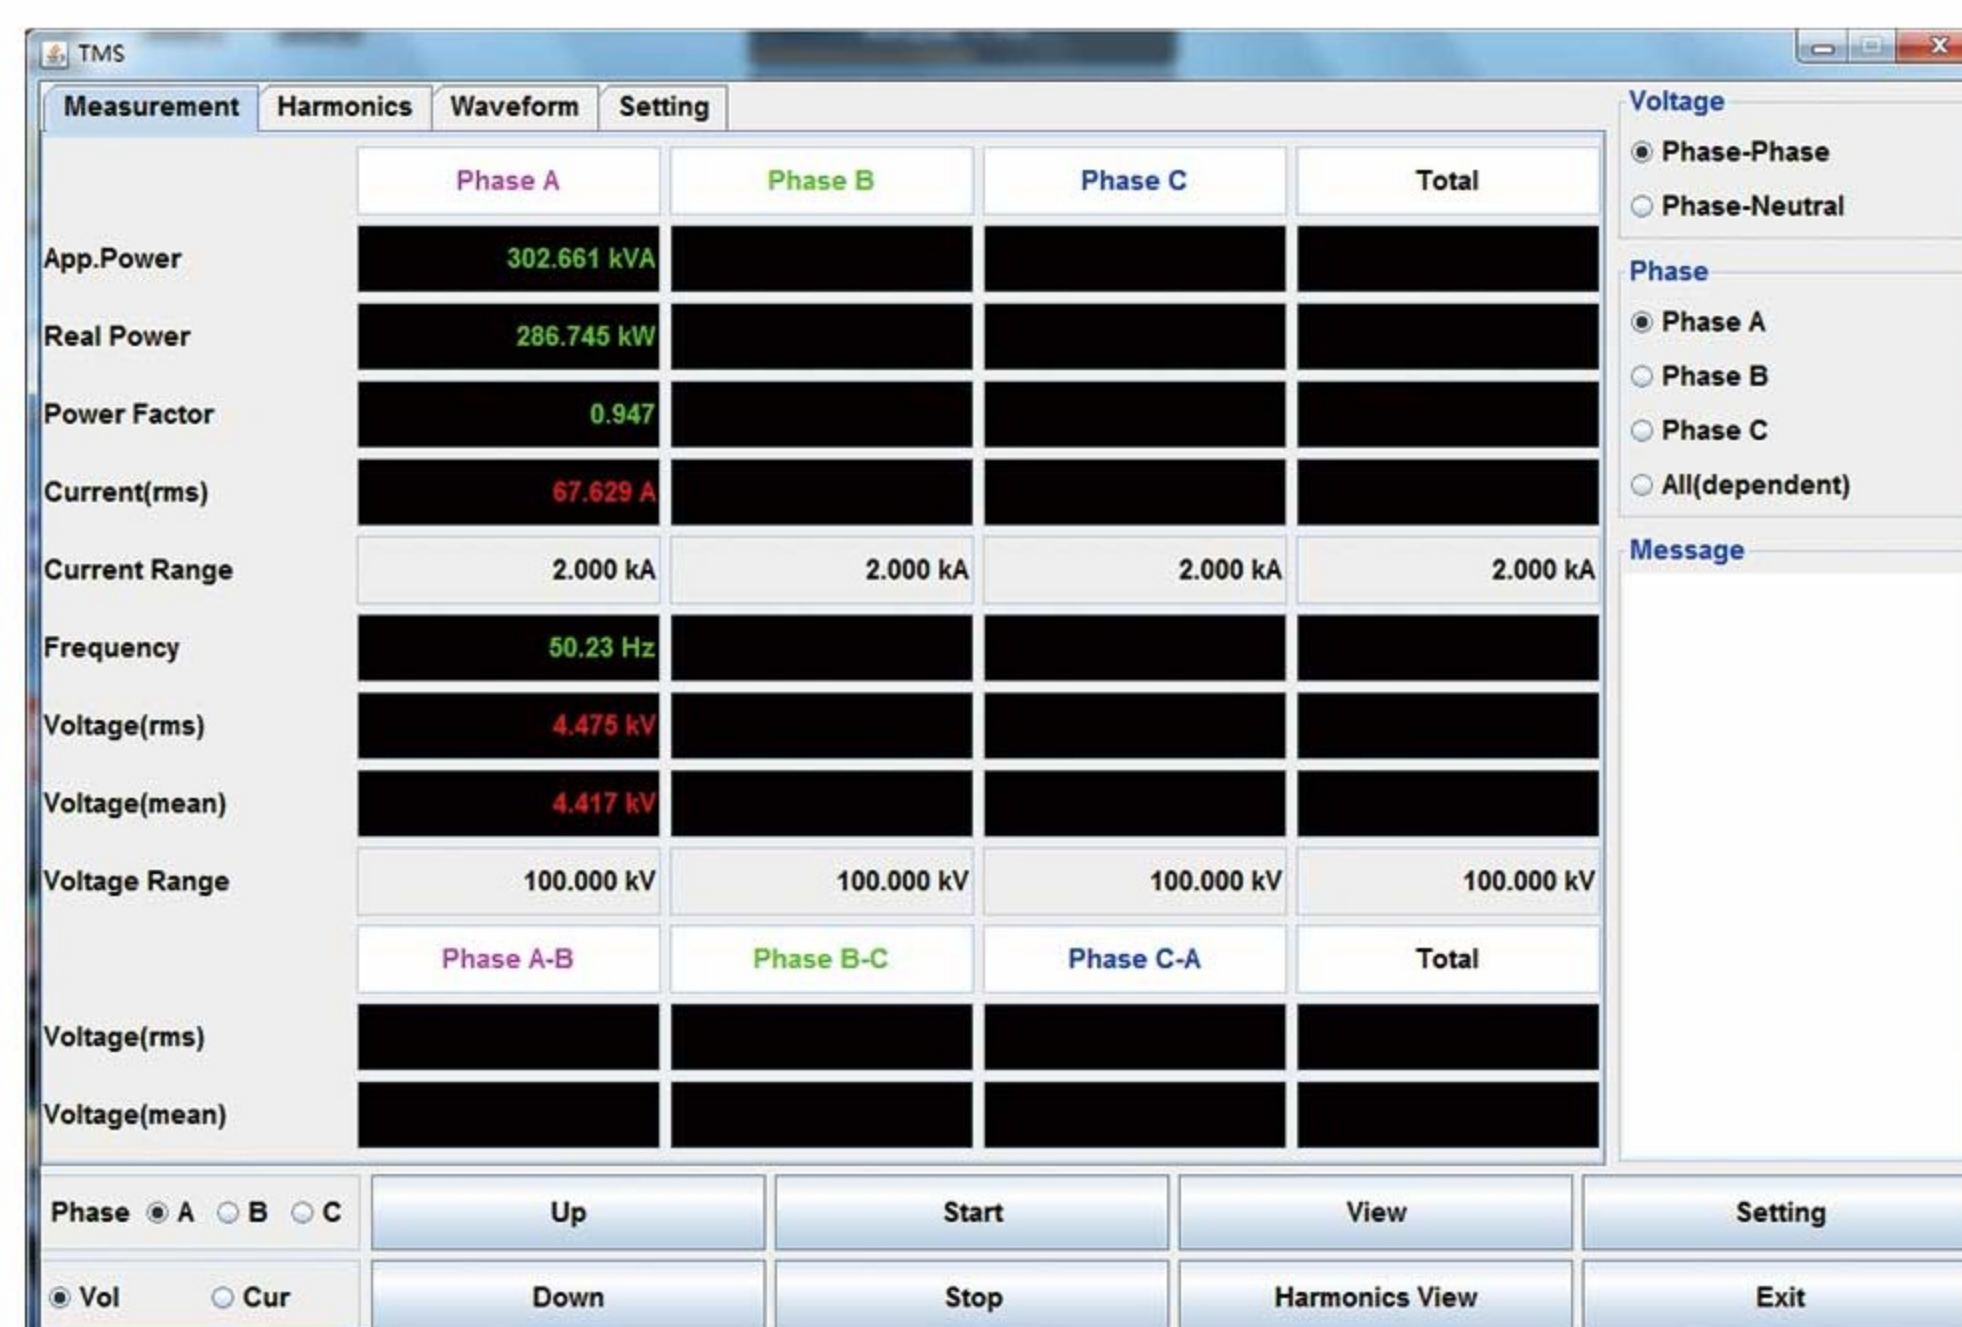 TMS
Measurement Harmonics Waveform Setting
Phase A Phase B Phase C Total
App.Power 302.661 kVA
Real Power 286.745 kW
Power Factor 0.947
Current(rms) 67.629 A
Current Range 2.000 kA 2.000 kA 2.000 kA 2.000 kA
Frequency 50.23 Hz
Voltage(rms) 4.475 kV
Voltage(mean) 4.417 kV
Voltage Range 100.000 kV 100.000 kV 100.000 kV 100.000 kV
Phase A-B Phase B-C Phase C-A Total
Voltage(rms)
Voltage(mean)
Voltage
Phase-Phase
Phase-Neutral
Phase
Phase A
Phase B
Phase C
All(dependent)
Message
Phase A B C Up Start View Setting
Vol Cur Down Stop Harmonics View Exit